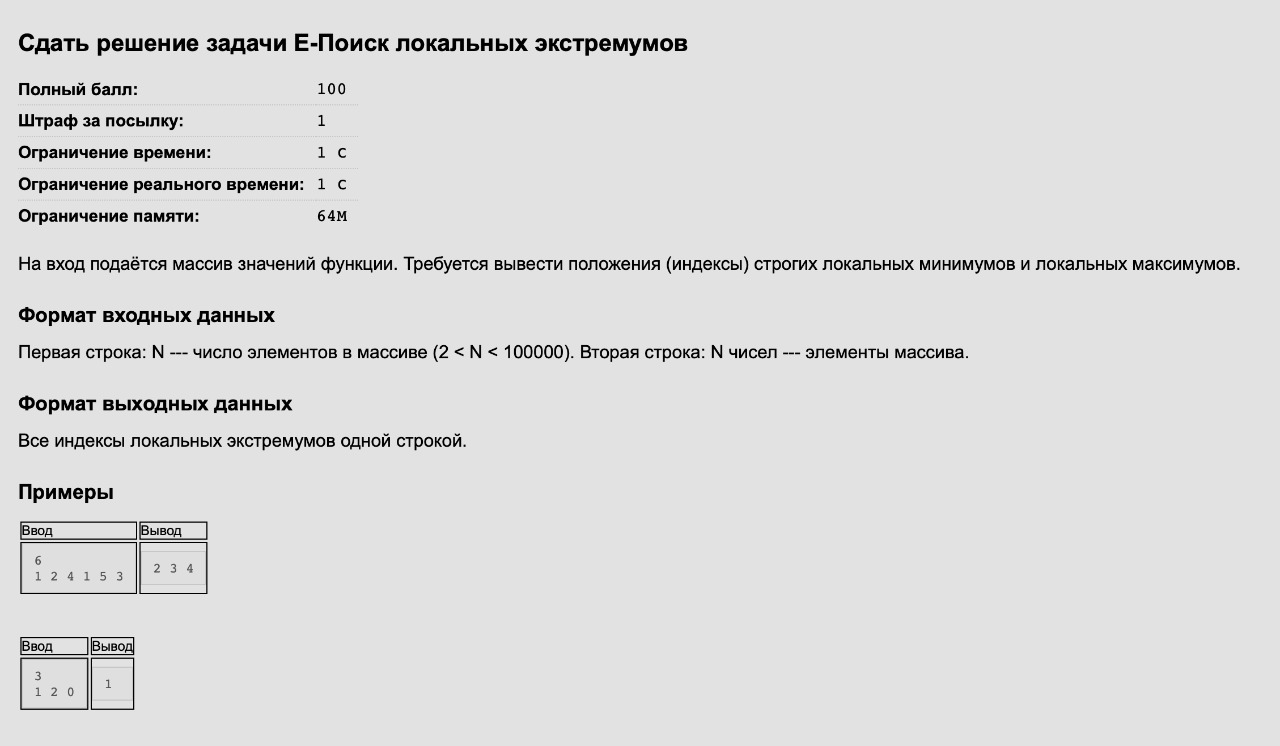 Сдать решение задачи E-Поиск локальных экстремумов
Полный балл: 100
Штраф за посылку: 1
Ограничение времени: 1 с
Ограничение реального времени: 1 с
Ограничение памяти: 64M
На вход подаётся массив значений функции. Требуется вывести положения (индексы) строгих локальных минимумов и локальных максимумов.
Формат входных данных
Первая строка: N --- число элементов в массиве (2 < N < 100000). Вторая строка: N чисел --- элементы массива.
Формат выходных данных
Все индексы локальных экстремумов одной строкой.
Примеры
Ввод Вывод
6
1 2 4 1 5 3
2 3 4
Ввод Вывод
3
1 2 0
1